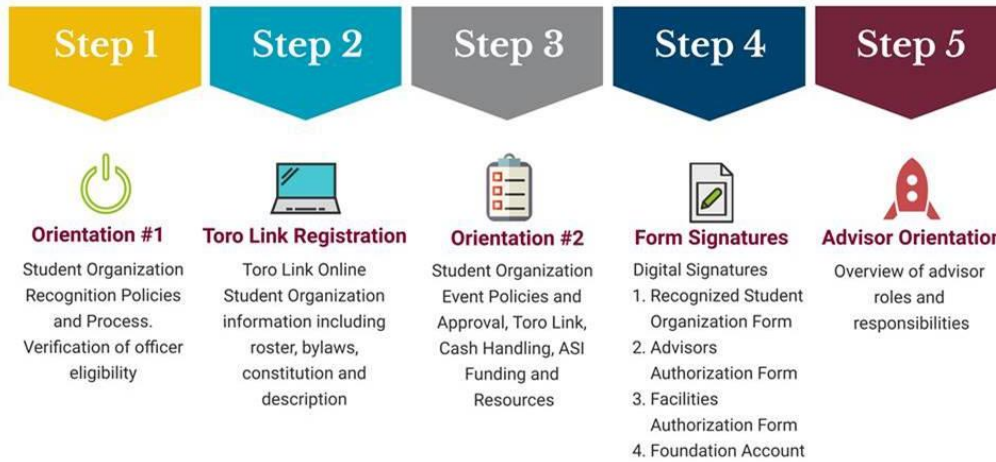 Step 1
Step 2
Step 3
Step 4
Step 5
Orientation #1
Student Organization
Recognition Policies
and Process.
Verification of officer
eligibility
Toro Link Registration
Toro Link Online
Student Organization
information including
roster, bylaws,
constitution and
description
Orientation #2
Student Organization
Event Policies and
Approval, Toro Link,
Cash Handling, ASI
Funding and
Resources
Form Signatures
Digital Signatures
1. Recognized Student
Organization Form
2. Advisors
Authorization Form
3. Facilities
Authorization Form
4. Foundation Account
Advisor Orientation
Overview of advisor
roles and
responsibilities